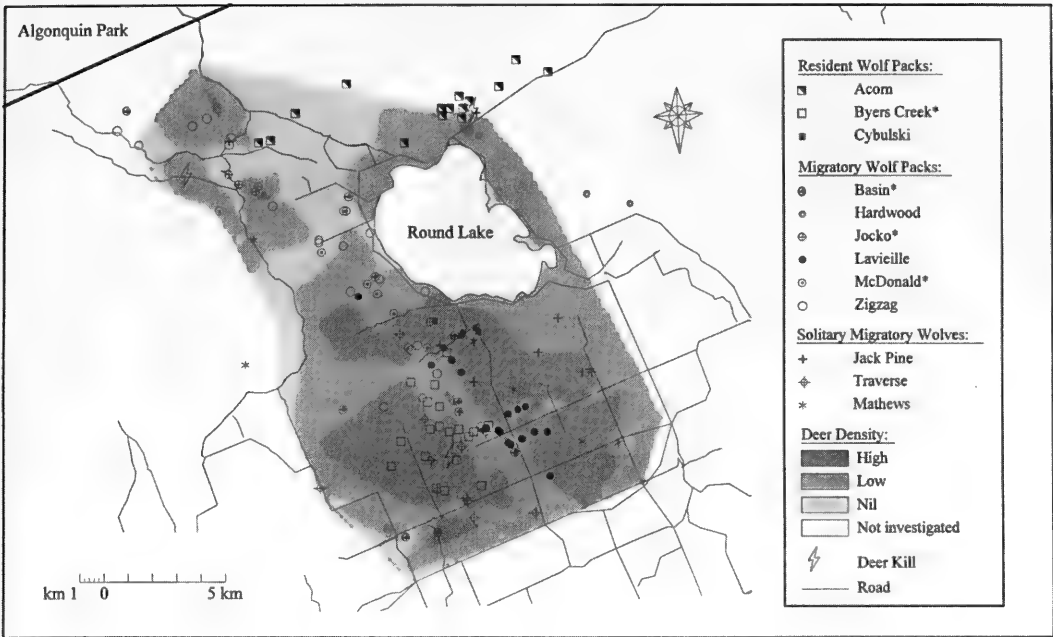 Algonquin Park
Round Lake
km 1 0 5 km
Resident Wolf Packs:
Acorn
Byers Creek*
Cybulski
Migratory Wolf Packs:
Basin*
Hardwood
Jocko*
Lavieille
McDonald*
Zigzag
Solitary Migratory Wolves:
Jack Pine
Traverse
Mathews
Deer Density:
High
Low
Nil
Not investigated
Deer Kill
Road